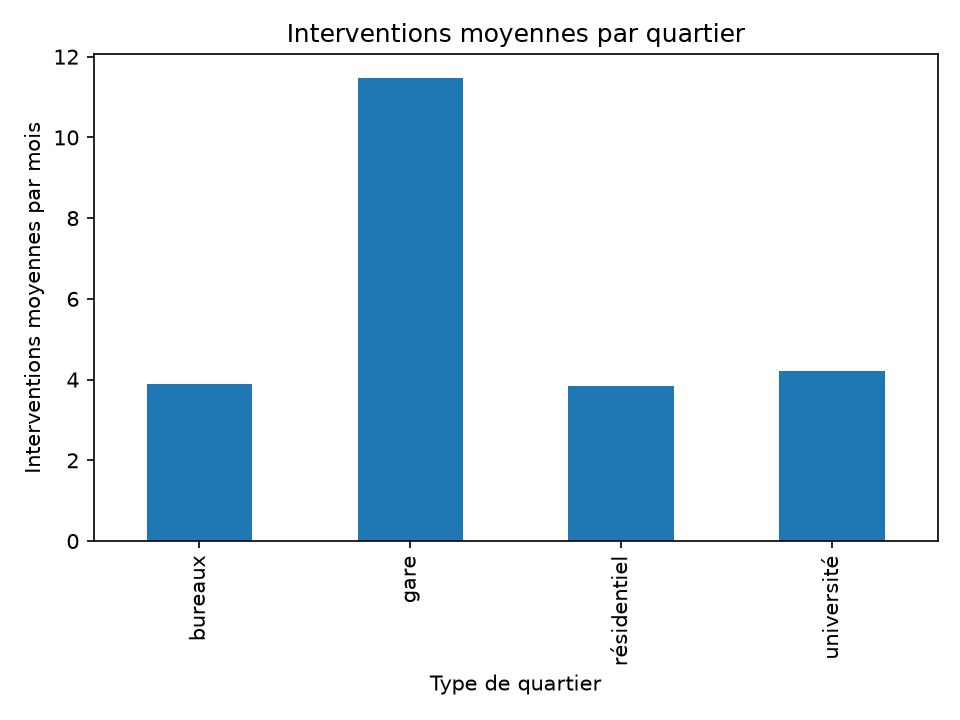 Interventions moyennes par quartier
Interventions moyennes par mois
12
10
8
6
4
2
0
bureaux
gare
résidentiel
université
Type de quartier